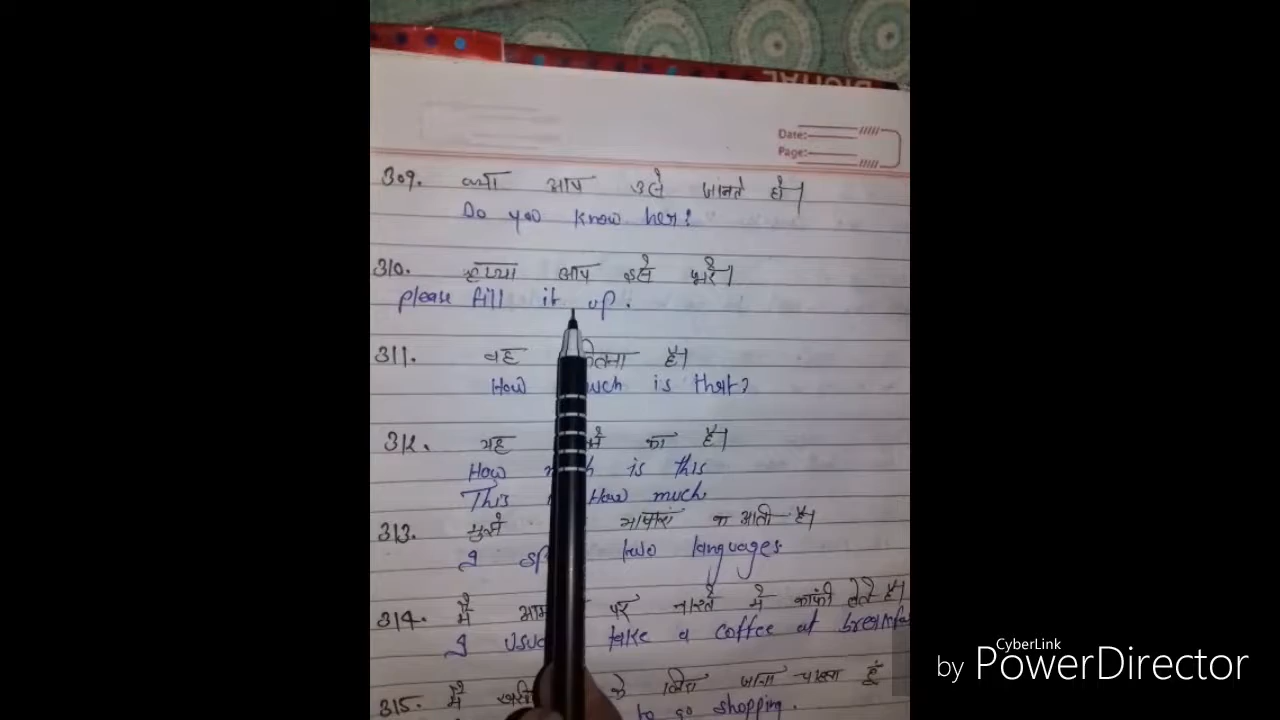 DIGITAL
Date:
Page:
309. क्या आप उसे जानते हो।
Do you know her?
310. कृप्या आप इसे भरे।
please fill it up.
311. वह कितना है।
How much is that?
312. यह का है।
How is this
This How much
313. मुझे भाषाएं आती है।
I two languages.
314. मैं पर नाश्ते में कॉफी लेते है।
I take a coffee at
315. मैं के लिए जाना चाहता हूँ
to go shopping.
CyberLink
by PowerDirector